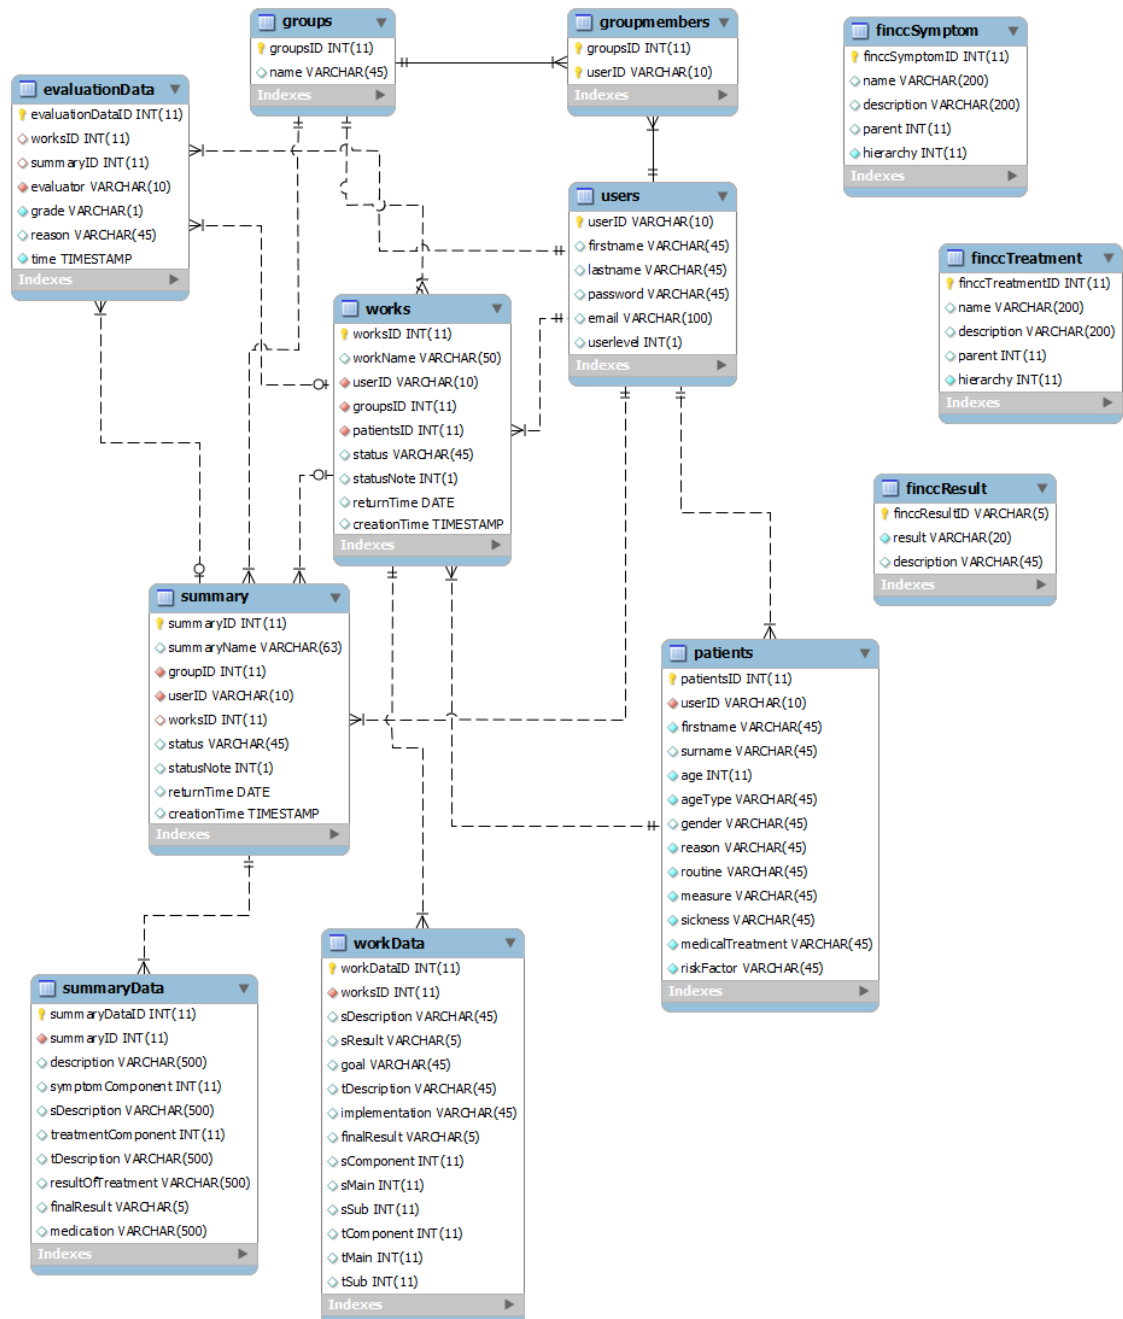 groups
groupsID INT(11)
name VARCHAR(45)
Indexes
groupmembers
groupsID INT(11)
userID VARCHAR(10)
Indexes
finccSymptom
finccSymptomID INT(11)
name VARCHAR(200)
description VARCHAR(200)
parent INT(11)
hierarchy INT(11)
Indexes
evaluationData
evaluationDataID INT(11)
worksID INT(11)
summaryID INT(11)
evaluator VARCHAR(10)
grade VARCHAR(1)
reason VARCHAR(45)
time TIMESTAMP
Indexes
users
userID VARCHAR(10)
firstname VARCHAR(45)
lastname VARCHAR(45)
password VARCHAR(45)
email VARCHAR(100)
userlevel INT(1)
Indexes
finccTreatment
finccTreatmentID INT(11)
name VARCHAR(200)
description VARCHAR(200)
parent INT(11)
hierarchy INT(11)
Indexes
works
worksID INT(11)
workName VARCHAR(50)
userID VARCHAR(10)
groupsID INT(11)
patientsID INT(11)
status VARCHAR(45)
statusNote INT(1)
returnTime DATE
creationTime TIMESTAMP
Indexes
finccResult
finccResultID VARCHAR(5)
result VARCHAR(20)
description VARCHAR(45)
Indexes
summary
summaryID INT(11)
summaryName VARCHAR(63)
groupID INT(11)
userID VARCHAR(10)
worksID INT(11)
status VARCHAR(45)
statusNote INT(1)
returnTime DATE
creationTime TIMESTAMP
Indexes
patients
patientsID INT(11)
userID VARCHAR(10)
firstname VARCHAR(45)
surname VARCHAR(45)
age INT(11)
ageType VARCHAR(45)
gender VARCHAR(45)
reason VARCHAR(45)
routine VARCHAR(45)
measure VARCHAR(45)
sickness VARCHAR(45)
medicalTreatment VARCHAR(45)
riskFactor VARCHAR(45)
Indexes
summaryData
summaryDataID INT(11)
summaryID INT(11)
description VARCHAR(500)
symptomComponent INT(11)
sDescription VARCHAR(500)
treatmentComponent INT(11)
tDescription VARCHAR(500)
resultOfTreatment VARCHAR(500)
finalResult VARCHAR(5)
medication VARCHAR(500)
Indexes
workData
workDataID INT(11)
worksID INT(11)
sDescription VARCHAR(45)
sResult VARCHAR(5)
goal VARCHAR(45)
tDescription VARCHAR(45)
implementation VARCHAR(45)
finalResult VARCHAR(5)
sComponent INT(11)
sMain INT(11)
sSub INT(11)
tComponent INT(11)
tMain INT(11)
tSub INT(11)
Indexes